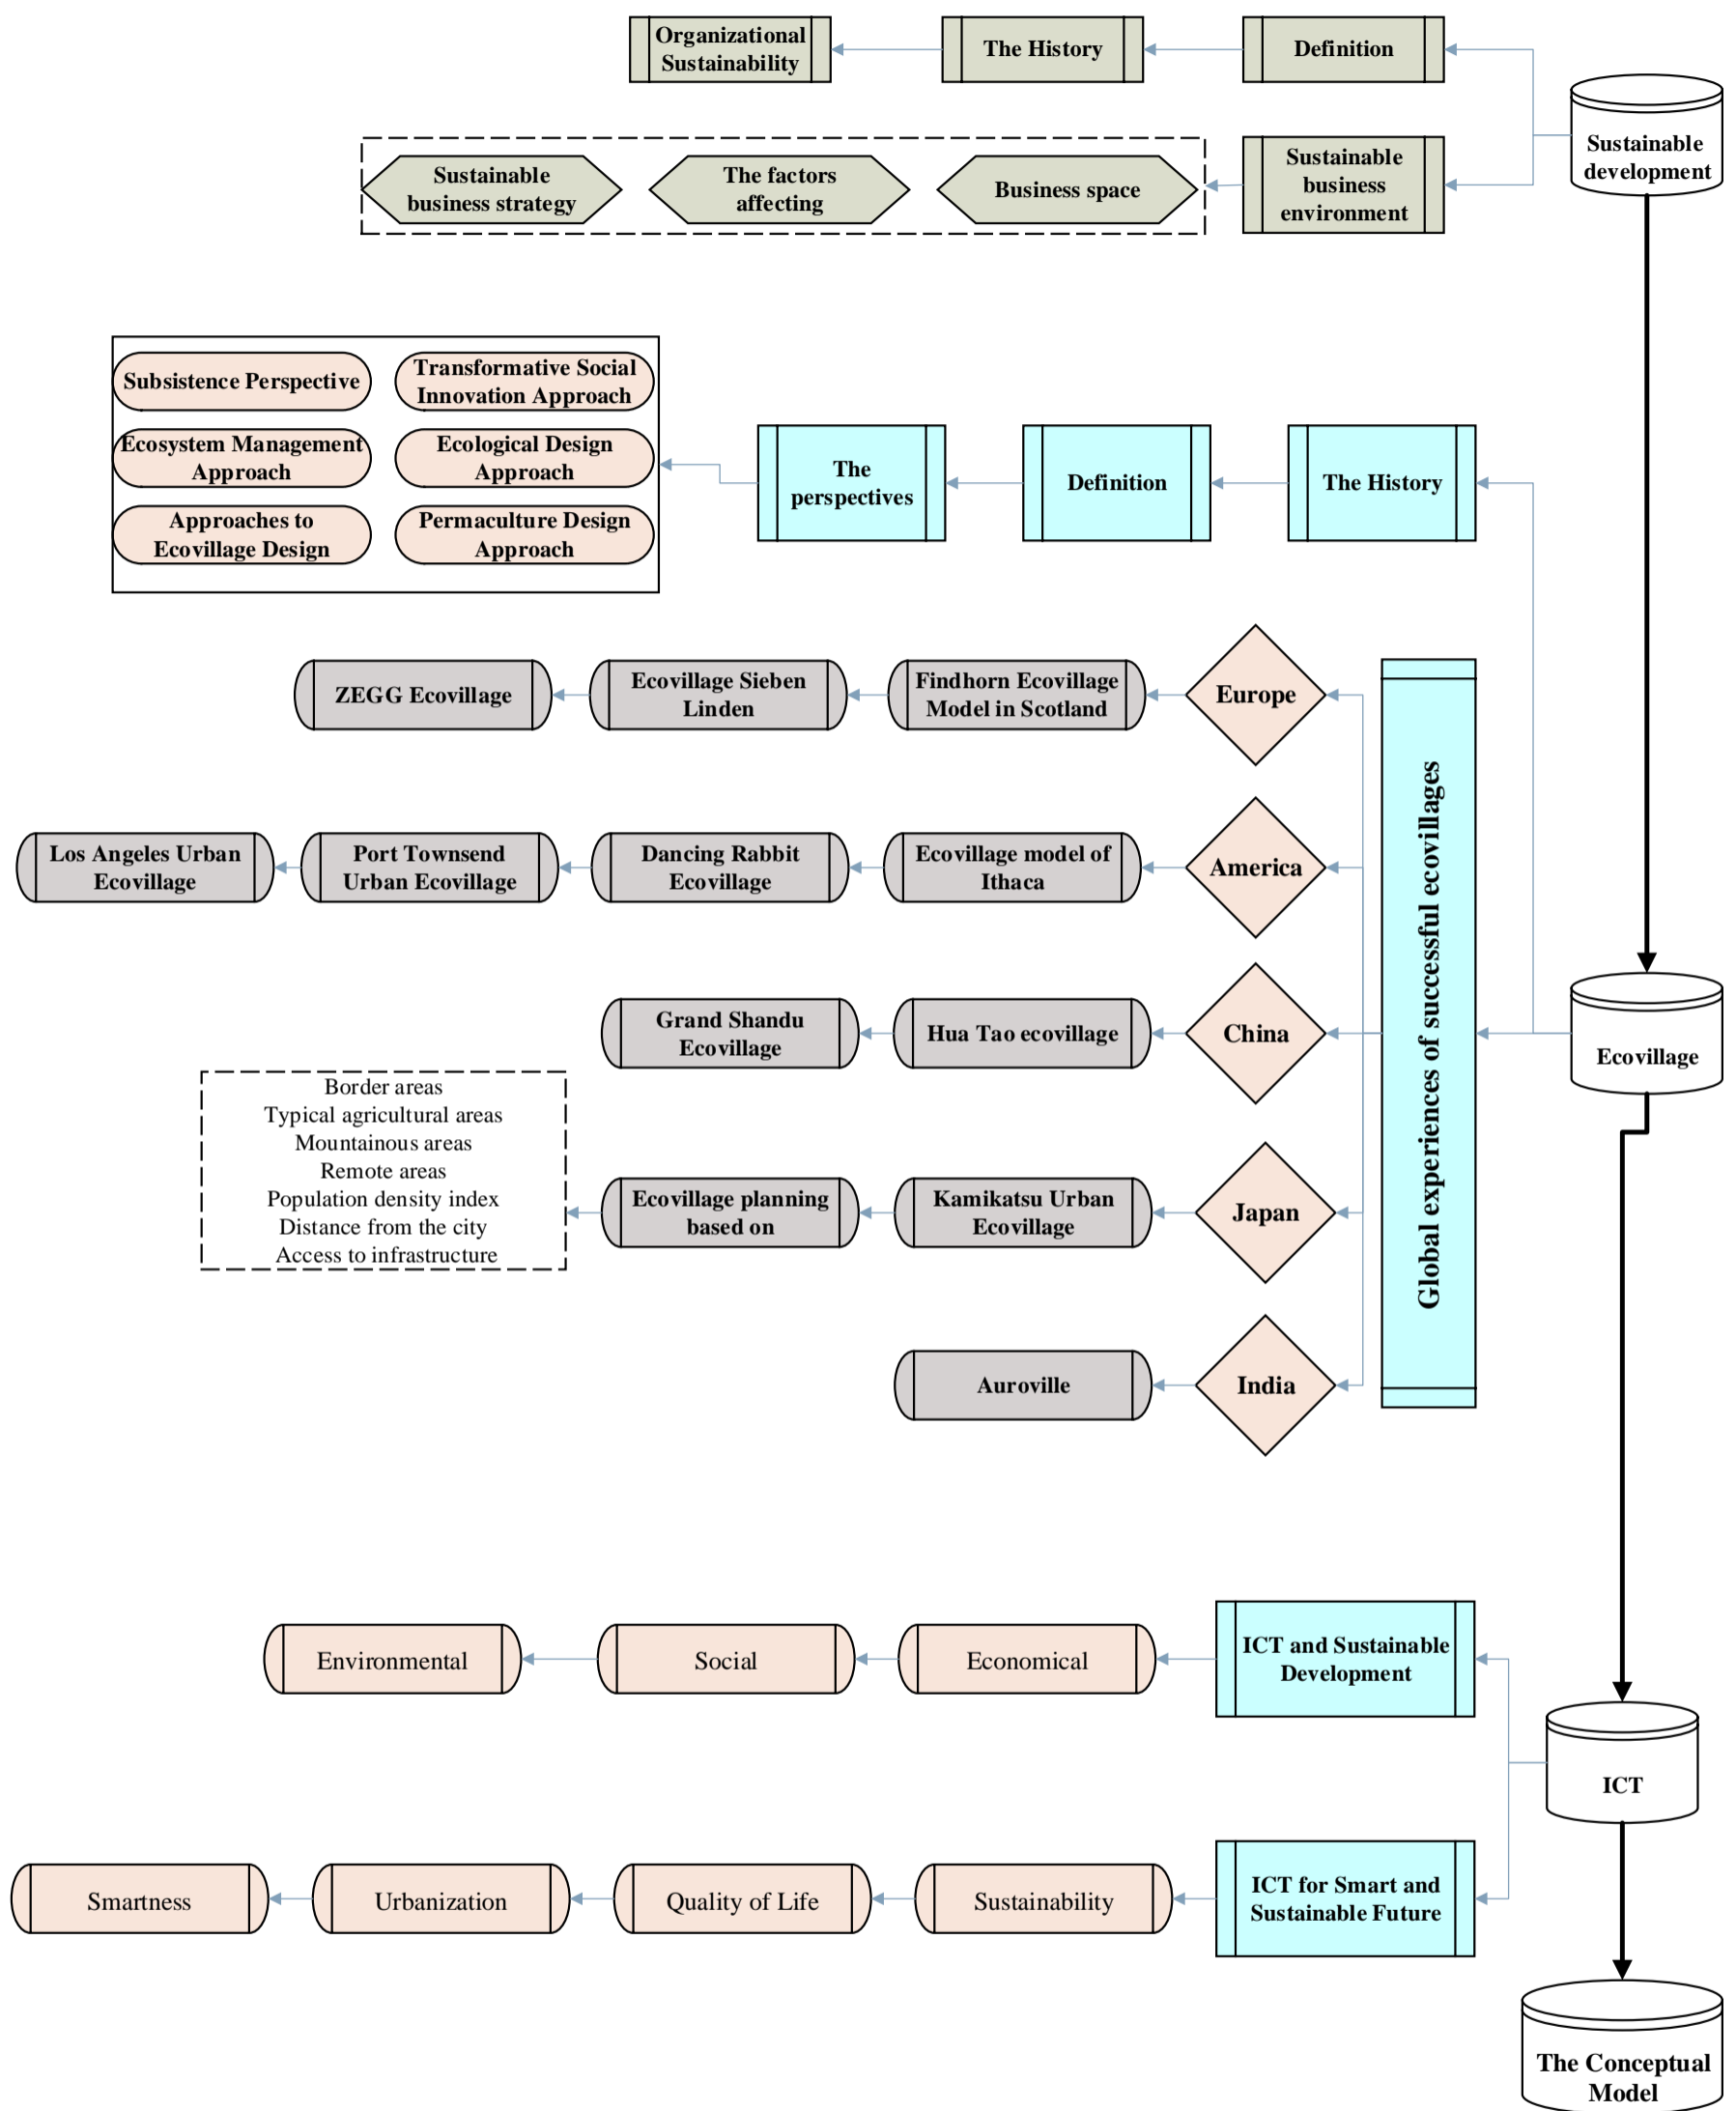 Organizational
Sustainability
The History
Definition
Sustainable
development
Sustainable
business strategy
The factors
affecting
Business space
Sustainable
business
environment
Subsistence Perspective
Transformative Social
Innovation Approach
Ecosystem Management
Approach
Ecological Design
Approach
Approaches to
Ecovillage Design
Permaculture Design
Approach
The
perspectives
Definition
The History
ZEGG Ecovillage
Ecovillage Sieben
Linden
Findhorn Ecovillage
Model in Scotland
Europe
Los Angeles Urban
Ecovillage
Port Townsend
Urban Ecovillage
Dancing Rabbit
Ecovillage
Ecovillage model of
Ithaca
America
Grand Shandu
Ecovillage
Hua Tao ecovillage
China
Global experiences of successful ecovillages
Ecovillage
Border areas
Typical agricultural areas
Mountainous areas
Remote areas
Population density index
Distance from the city
Access to infrastructure
Ecovillage planning
based on
Kamikatsu Urban
Ecovillage
Japan
Auroville
India
Environmental
Social
Economical
ICT and Sustainable
Development
ICT
Smartness
Urbanization
Quality of Life
Sustainability
ICT for Smart and
Sustainable Future
The Conceptual
Model